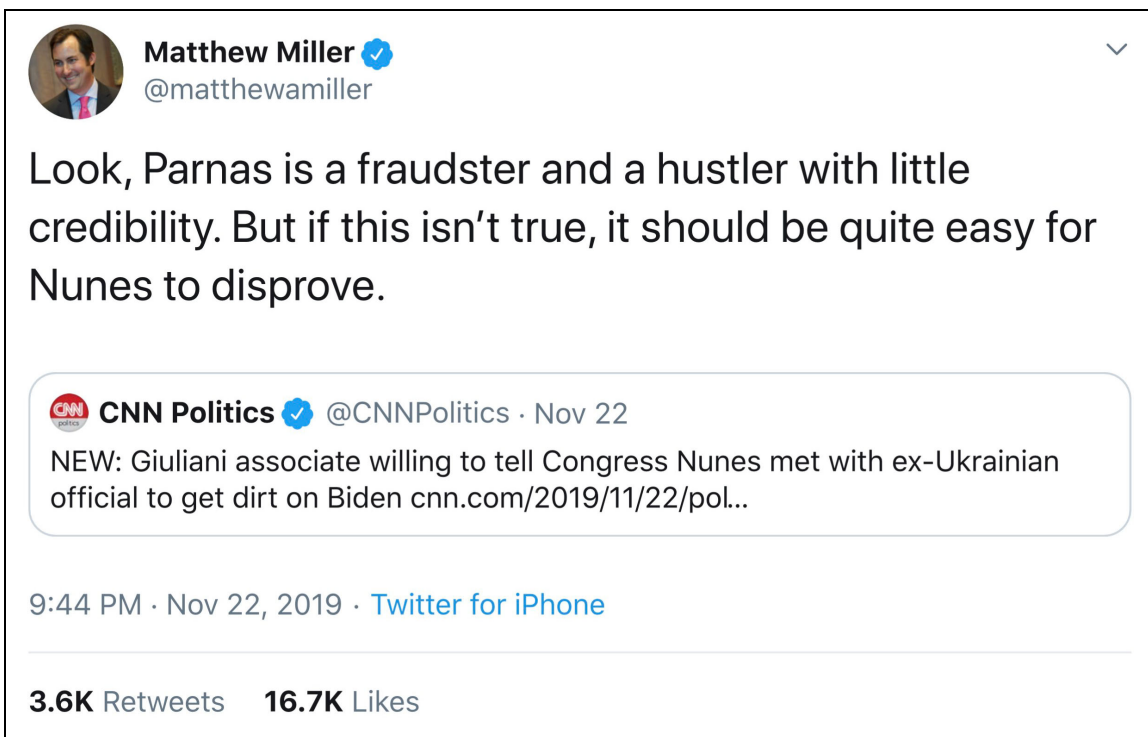 Matthew Miller
@matthewamiller
Look, Parnas is a fraudster and a hustler with little
credibility. But if this isn't true, it should be quite easy for
Nunes to disprove.
CNN politics CNN Politics @CNNPolitics · Nov 22
NEW: Giuliani associate willing to tell Congress Nunes met with ex-Ukrainian
official to get dirt on Biden cnn.com/2019/11/22/pol...
9:44 PM · Nov 22, 2019 · Twitter for iPhone
3.6K Retweets 16.7K Likes